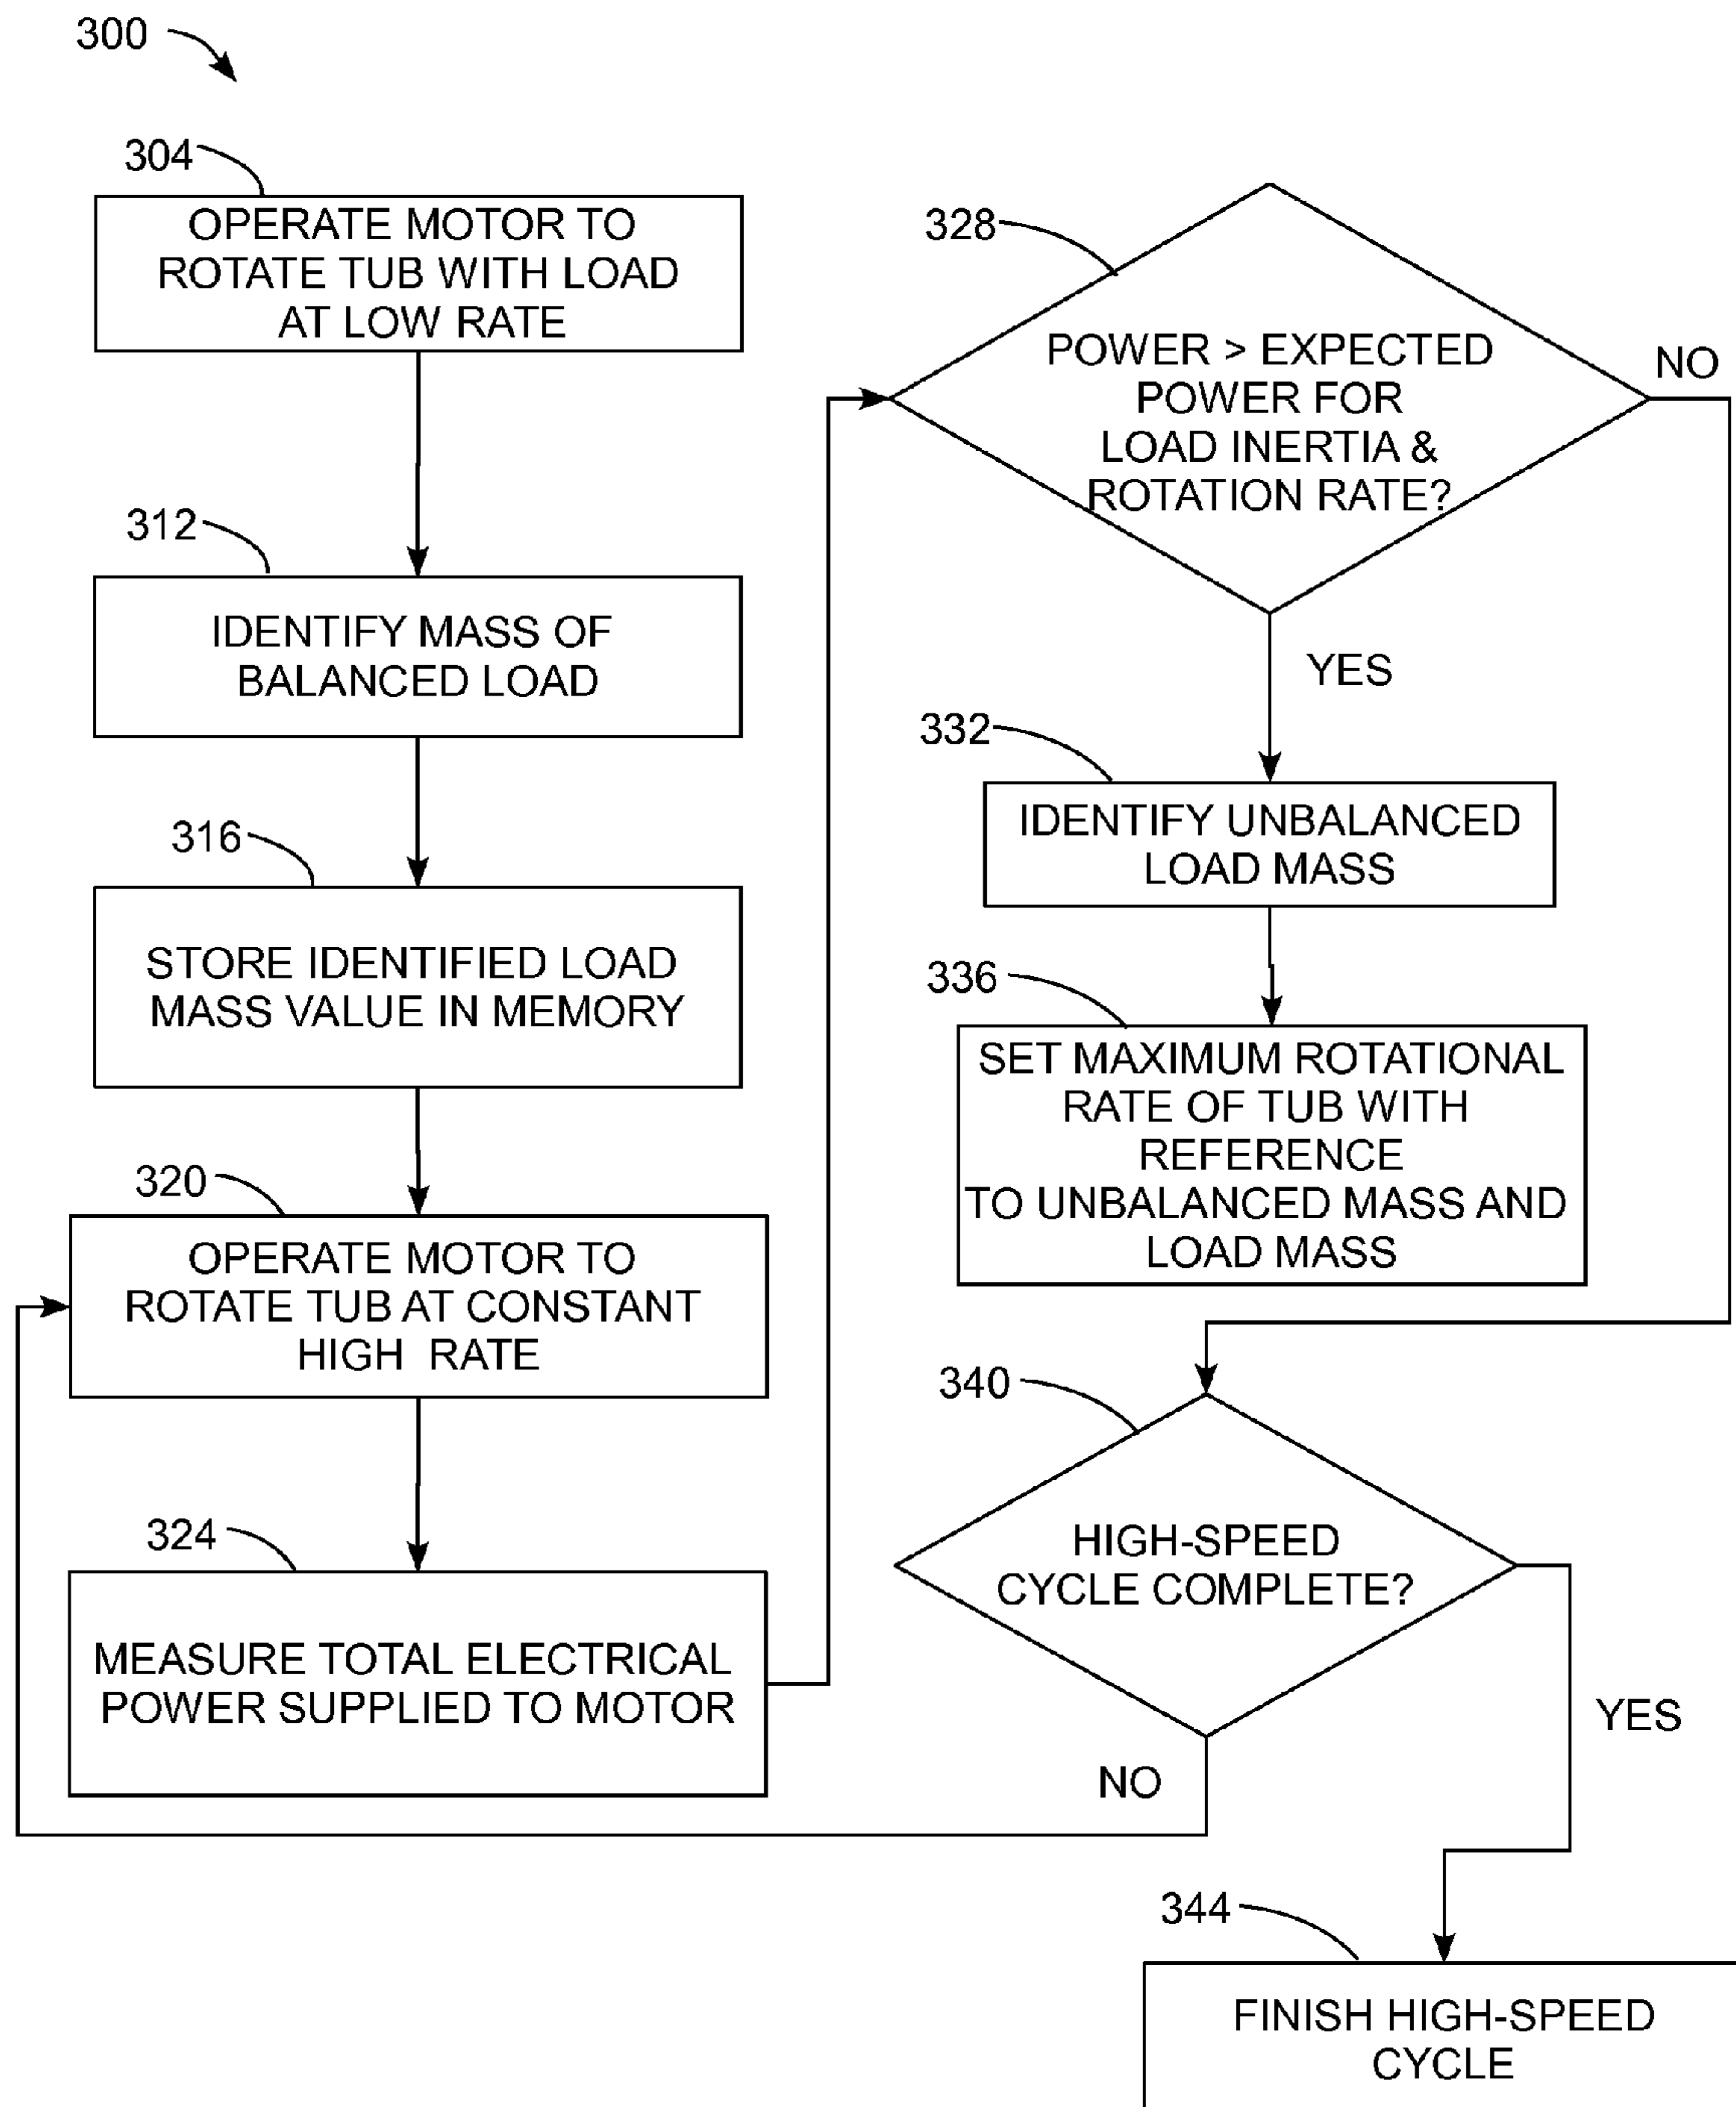 300
304
OPERATE MOTOR TO
ROTATE TUB WITH LOAD
AT LOW RATE
312
IDENTIFY MASS OF
BALANCED LOAD
316
STORE IDENTIFIED LOAD
MASS VALUE IN MEMORY
320
OPERATE MOTOR TO
ROTATE TUB AT CONSTANT
HIGH RATE
324
MEASURE TOTAL ELECTRICAL
POWER SUPPLIED TO MOTOR
328
POWER > EXPECTED
POWER FOR
LOAD INERTIA &
ROTATION RATE?
NO
YES
332
IDENTIFY UNBALANCED
LOAD MASS
336
SET MAXIMUM ROTATIONAL
RATE OF TUB WITH
REFERENCE
TO UNBALANCED MASS AND
LOAD MASS
340
HIGH-SPEED
CYCLE COMPLETE?
NO
YES
344
FINISH HIGH-SPEED
CYCLE